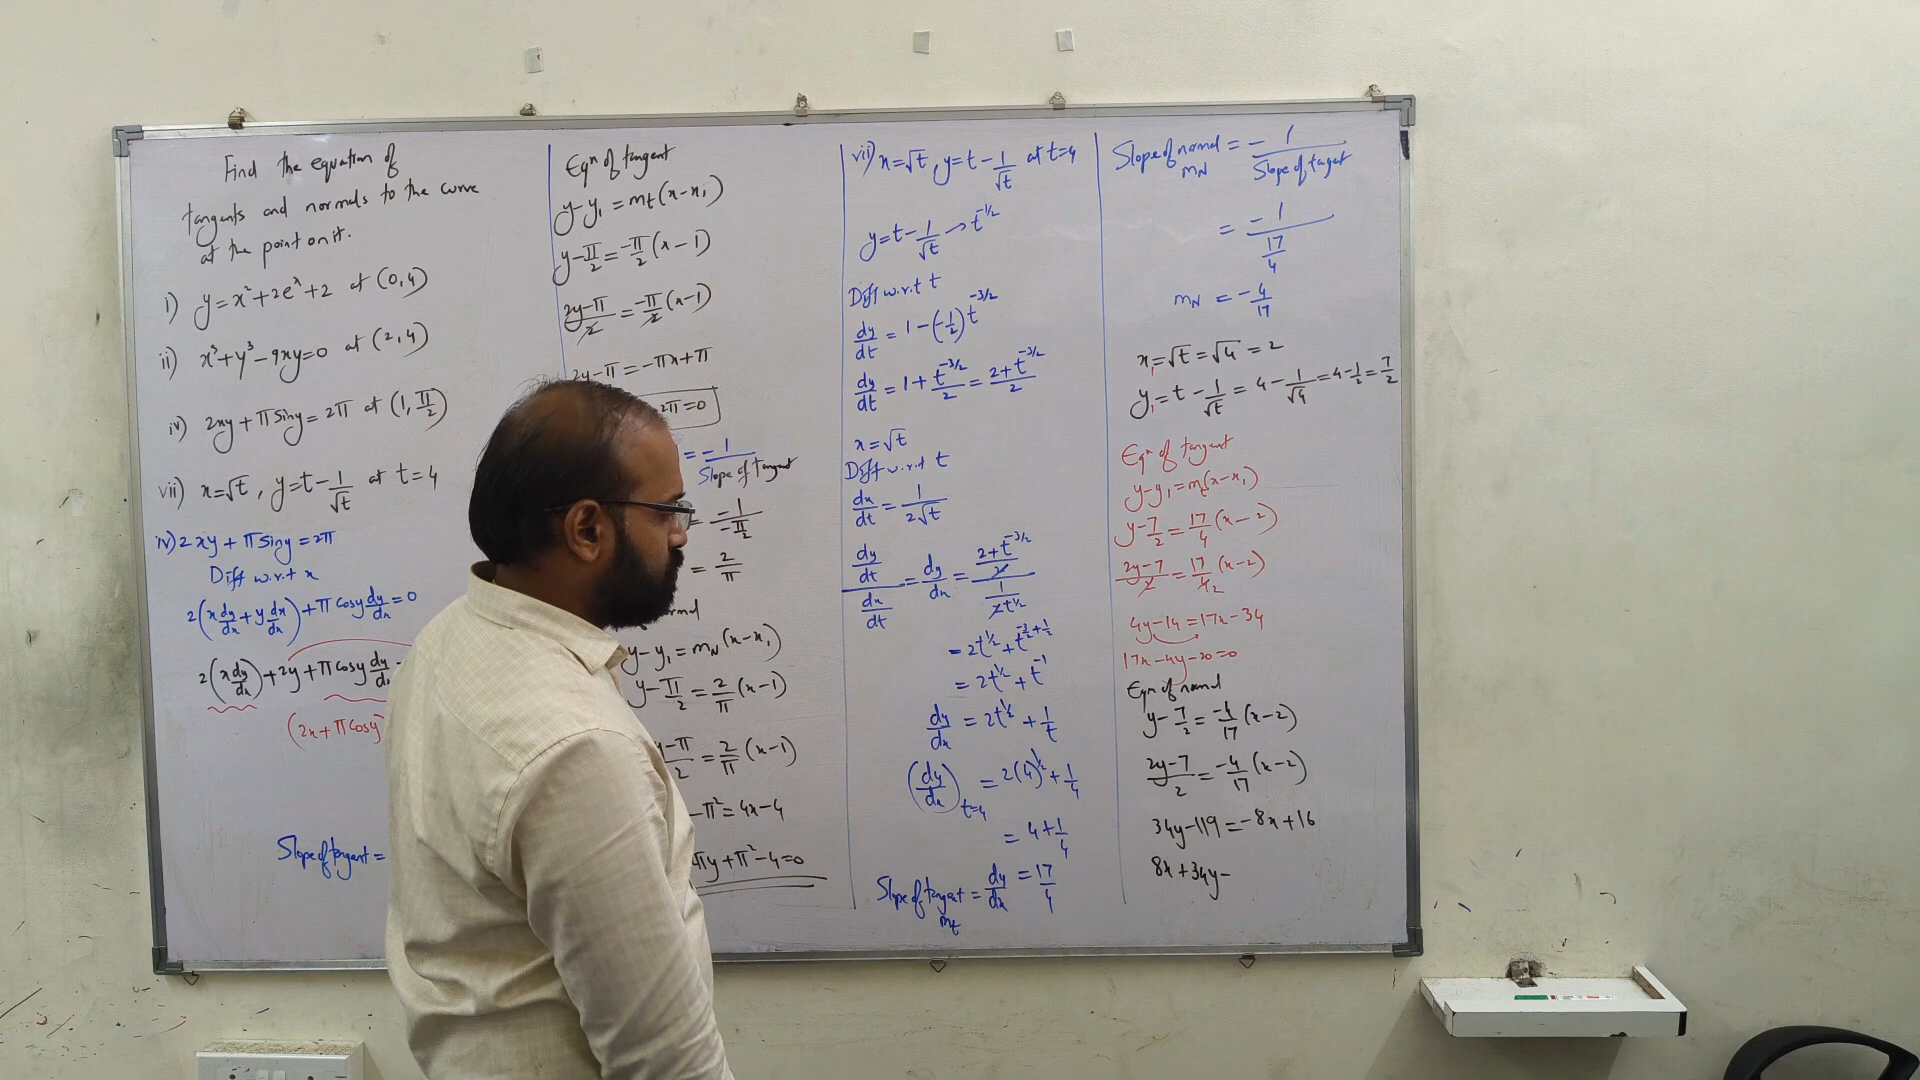 Find the equation of
tangents and normals to the curve
at the point on it.
i) y = x² + 2eˣ + 2 at (0,4)
ii) x³ + y³ - 9xy = 0 at (2,4)
iv) 2xy + π siny = 2π at (1, π/2)
vii) x = √t , y = t - 1/√t at t = 4
iv) 2xy + π siny = 2π
Diff w.r.t x
2(x dy/dx + y dx/dx) + π cosy dy/dx = 0
2(x dy/dx) + 2y + π cosy dy/dx
(2x + π cosy)
Slope of tangent =
Eqn of tangent
y - y₁ = mt(x - x₁)
y - π/2 = -π/2 (x - 1)
2y-π/2 = -π/2 (x-1)
2y - π = -πx + π
2π = 0
= -1/Slope of tangent
= -1/-π/2
= 2/π
y - y₁ = mN(x - x₁)
y - π/2 = 2/π (x-1)
y-π/2 = 2/π (x-1)
-π² = 4x - 4
πy + π² - 4 = 0
vii) x = √t , y = t - 1/√t at t = 4
y = t - 1/√t → t^(-1/2)
Diff w.r.t t
dy/dt = 1 - (-1/2) t^(-3/2)
dy/dt = 1 + t^(-3/2)/2 = 2 + t^(-3/2)/2
x = √t
Diff w.r.t t
dx/dt = 1/2√t
dy/dt / dx/dt = dy/dx = 2 + t^(-3/2)/2 / 1/2t^(1/2)
= 2t^(1/2) + t^(-3/2 + 1/2)
= 2t^(1/2) + t^(-1)
dy/dx = 2t^(1/2) + 1/t
(dy/dx) t=4 = 2(4)^(1/2) + 1/4
= 4 + 1/4
Slope of tangent mt = dy/dx = 17/4
Slope of normal mN = - 1/Slope of tangent
= - 1/17/4
mN = - 4/17
x₁ = √t = √4 = 2
y₁ = t - 1/√t = 4 - 1/√4 = 4 - 1/2 = 7/2
Eqn of tangent
y - y₁ = mt(x - x₁)
y - 7/2 = 17/4 (x - 2)
2y-7/2 = 17/4 2 (x-2)
4y - 14 = 17x - 34
17x - 4y - 20 = 0
Eqn of normal
y - 7/2 = -4/17 (x-2)
2y-7/2 = -4/17 (x-2)
34y - 119 = -8x + 16
8x + 34y -